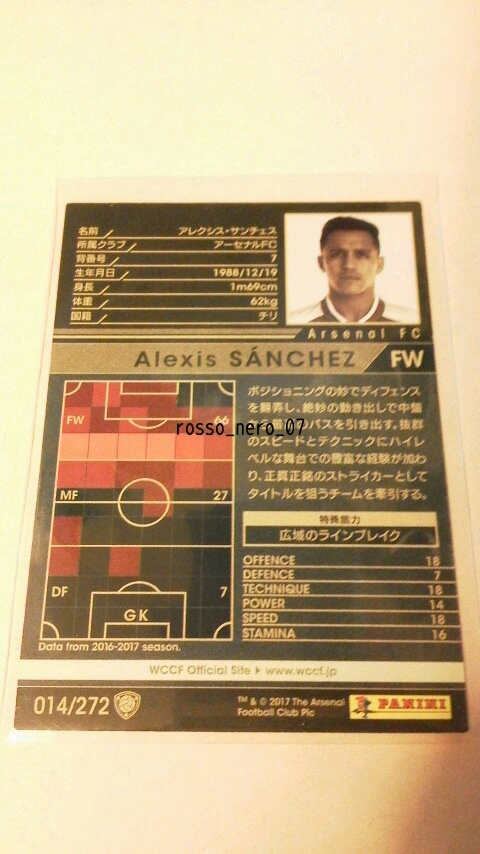 名前 アレクシス・サンチェス
所属クラブ アーセナルFC
背番号 7
生年月日 1988/12/19
身長 1m69cm
体重 62kg
国籍 チリ
Arsenal FC
Alexis SÁNCHEZ FW
FW 66
MF 27
DF 7
GK
Data from 2016-2017 season.
ポジショニングの妙でディフェンス
を翻弄し、絶妙の動き出しで中盤
パスを引き出す。抜群
のスピードとテクニックにハイレ
ベルな舞台での豊富な経験が加わ
り、正真正銘のストライカーとして
タイトルを狙うチームを牽引する。
rosso_nero_07
特殊能力
広域のラインブレイク
OFFENCE 18
DEFENCE 7
TECHNIQUE 18
POWER 14
SPEED 18
STAMINA 16
WCCF Official Site ▶ www.wccf.jp
014/272
™ & © 2017 The Arsenal
Football Club Plc
PANINI